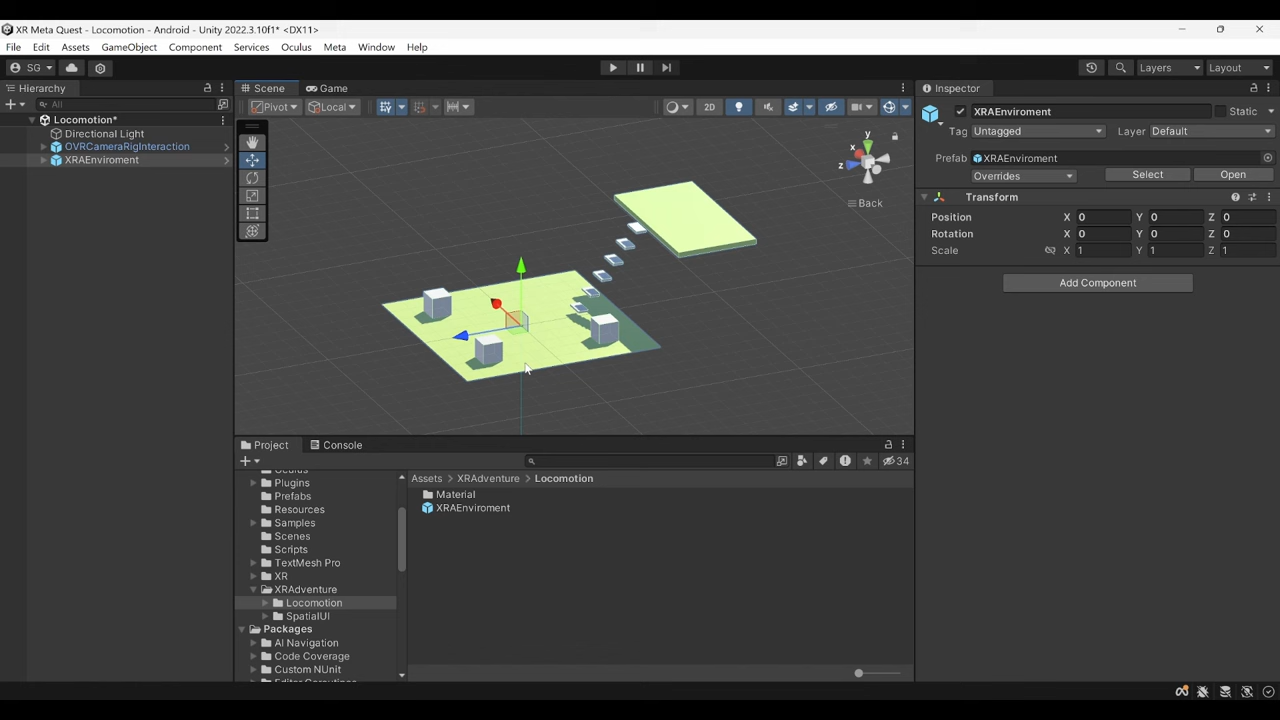 XR Meta Quest - Locomotion - Android - Unity 2022.3.10f1* <DX11>
File Edit Assets GameObject Component Services Oculus Meta Window Help
SG Layers Layout
Hierarchy Scene Game Inspector
All Pivot Local 2D XRAEnviroment Static
Locomotion*
Directional Light
OVRCameraRigInteraction
XRAEnviroment
y
x
z
Back
Tag Untagged Layer Default
Prefab XRAEnviroment
Overrides Select Open
Transform
Position X 0 Y 0 Z 0
Rotation X 0 Y 0 Z 0
Scale X 1 Y 1 Z 1
Add Component
Project Console
34
Oculus
Plugins
Prefabs
Resources
Samples
Scenes
Scripts
TextMesh Pro
XR
XRAdventure
Locomotion
SpatialUI
Packages
AI Navigation
Code Coverage
Custom NUnit
Editor Coroutines
Assets > XRAdventure > Locomotion
Material
XRAEnviroment